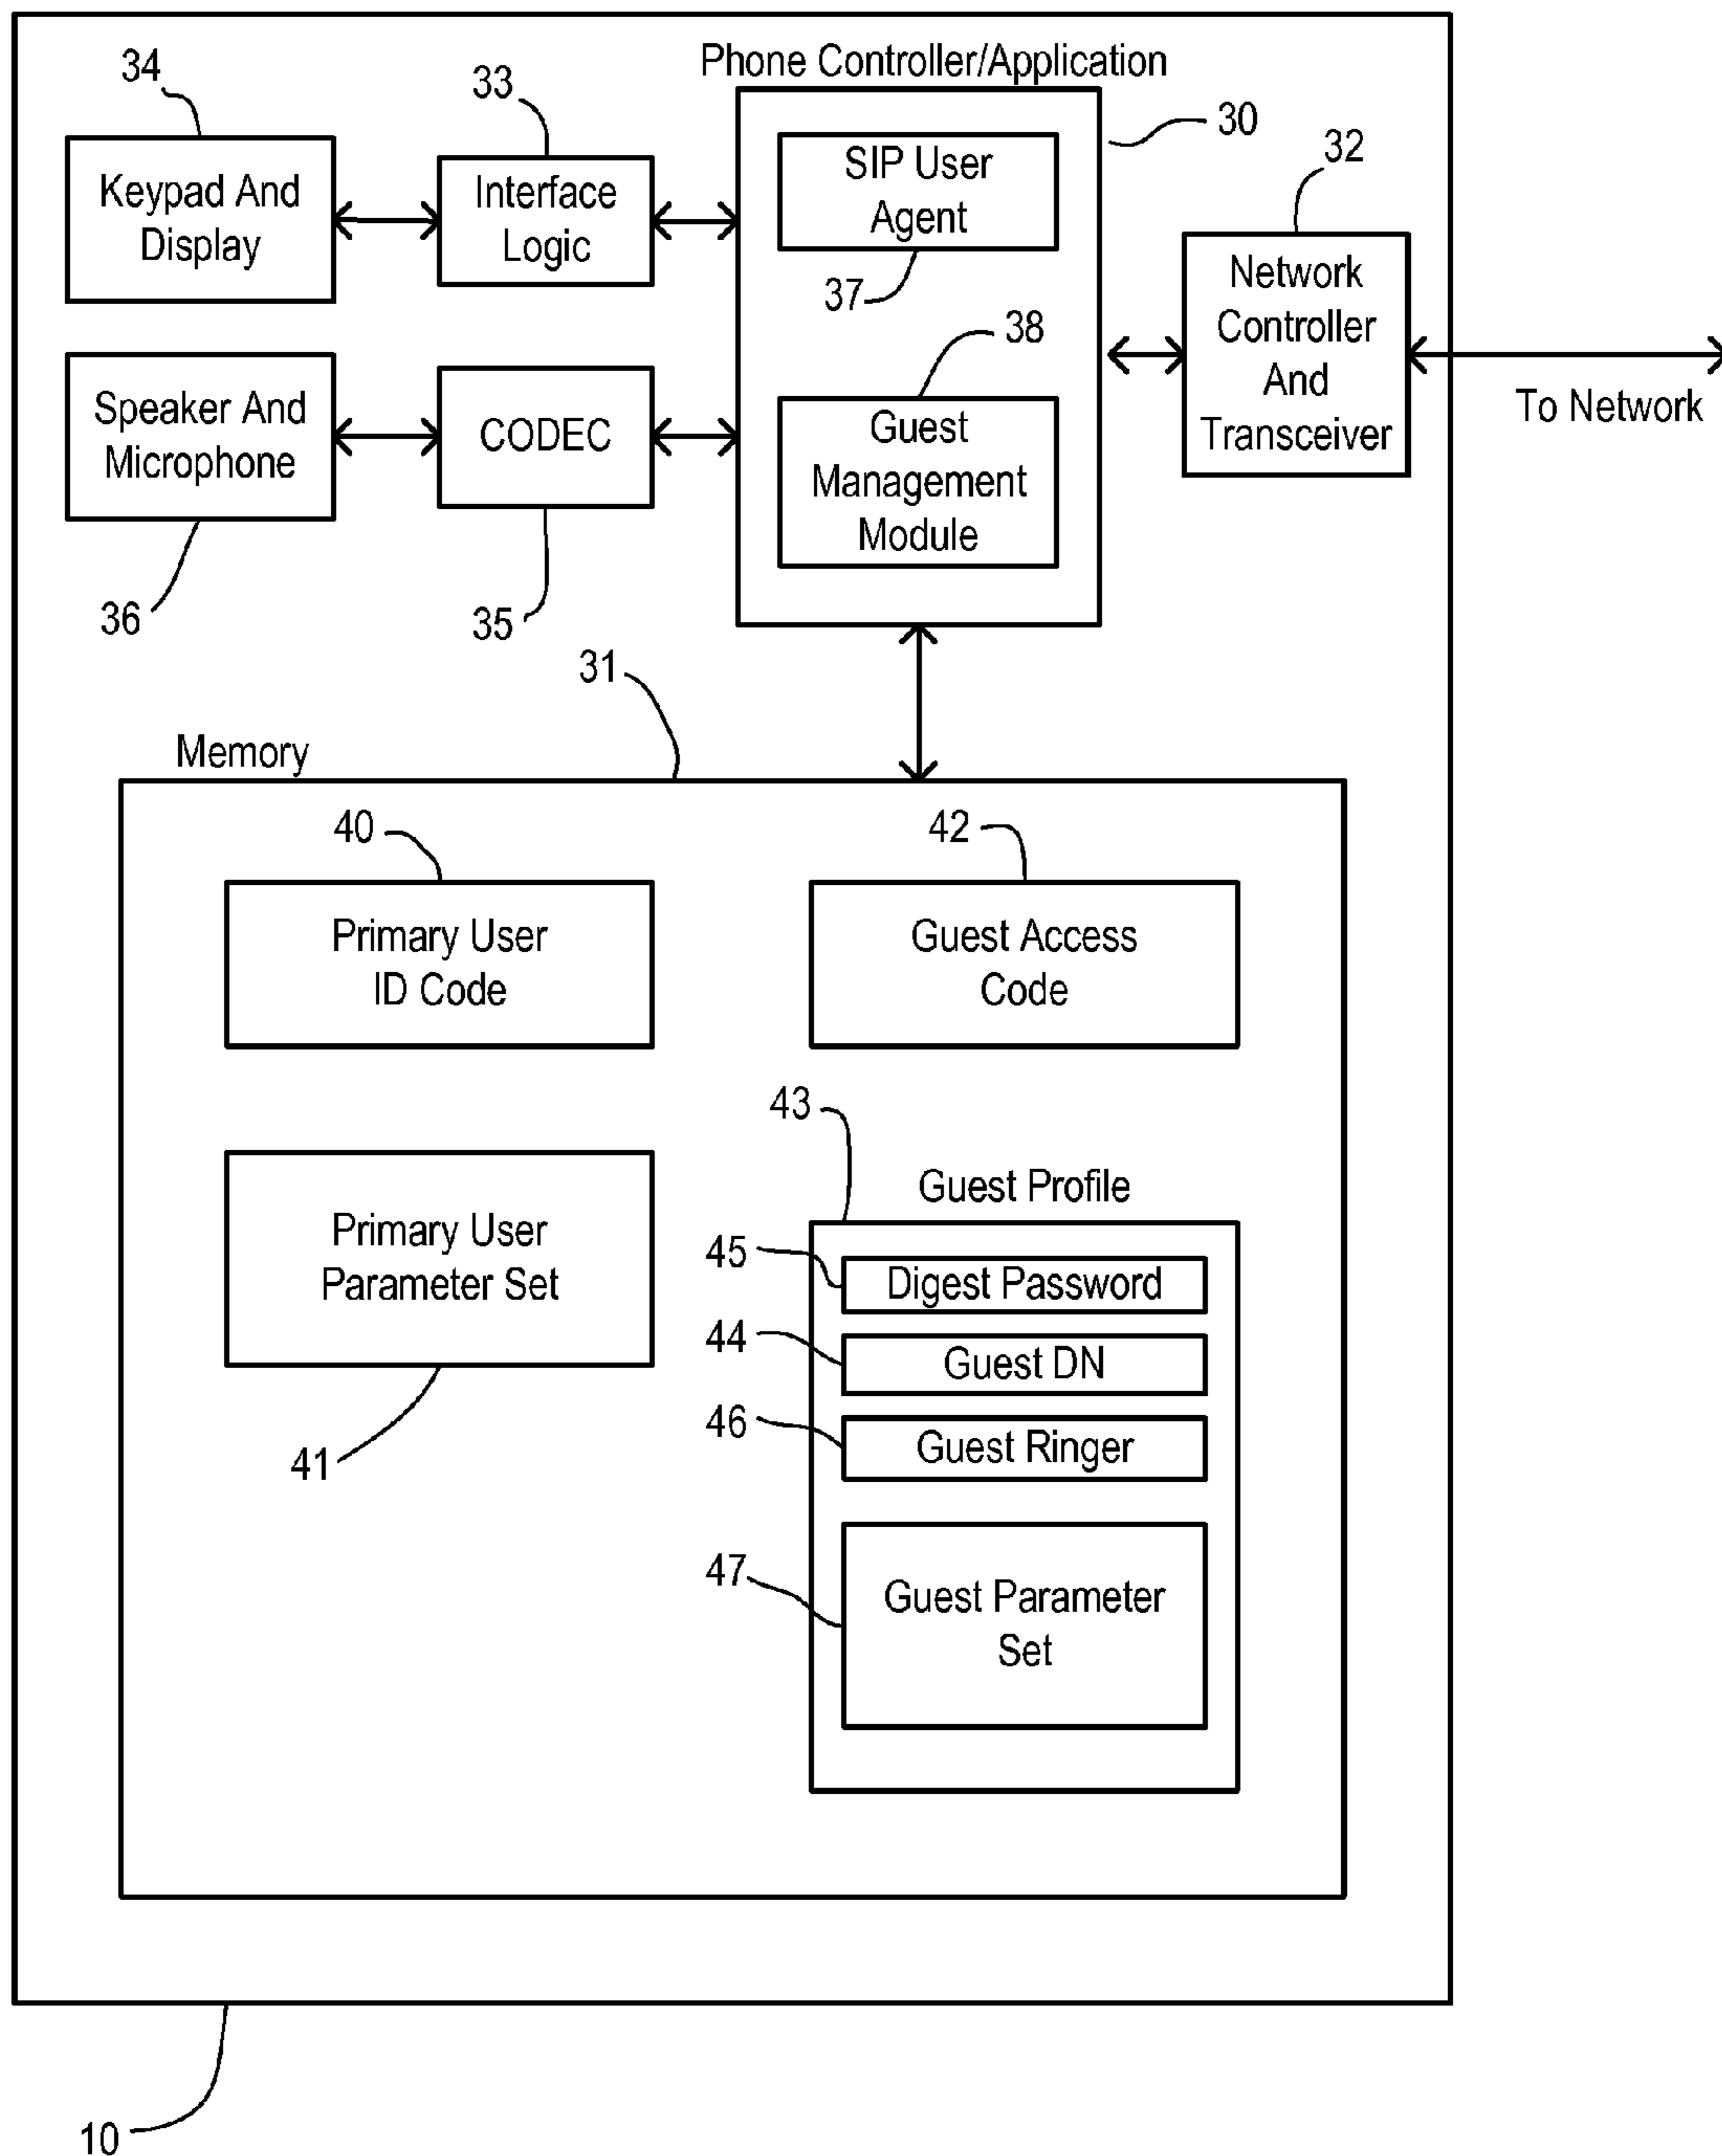 Phone Controller/Application
34
33
30
32
Keypad And
Display
Interface
Logic
SIP User
Agent
37
Network
Controller
And
Transceiver
38
To Network
Speaker And
Microphone
CODEC
Guest
Management
Module
36
35
31
Memory
40
42
Primary User
ID Code
Guest Access
Code
43
Guest Profile
Primary User
Parameter Set
41
45
Digest Password
44
Guest DN
46
Guest Ringer
47
Guest Parameter
Set
10